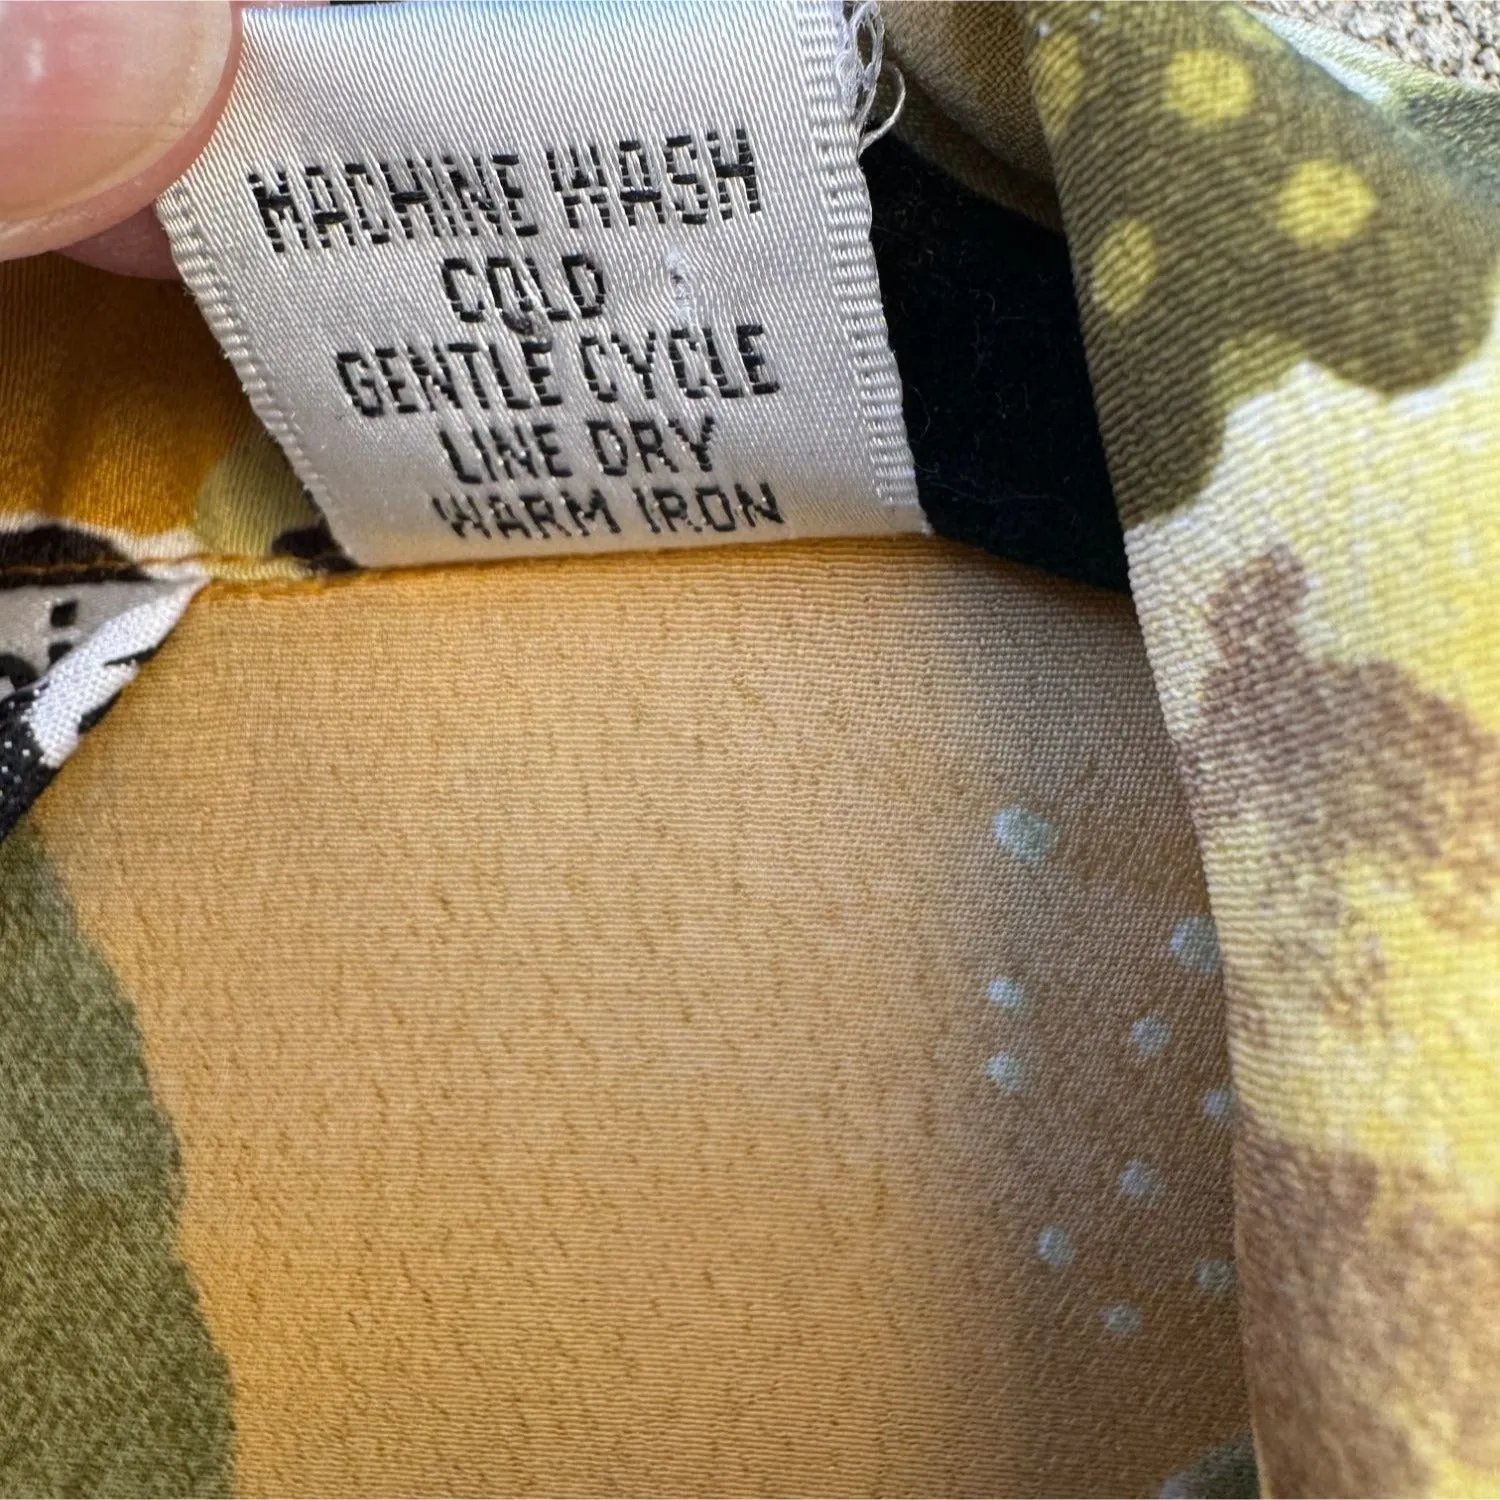 MACHINE WASH
COLD
GENTLE CYCLE
LINE DRY
WARM IRON